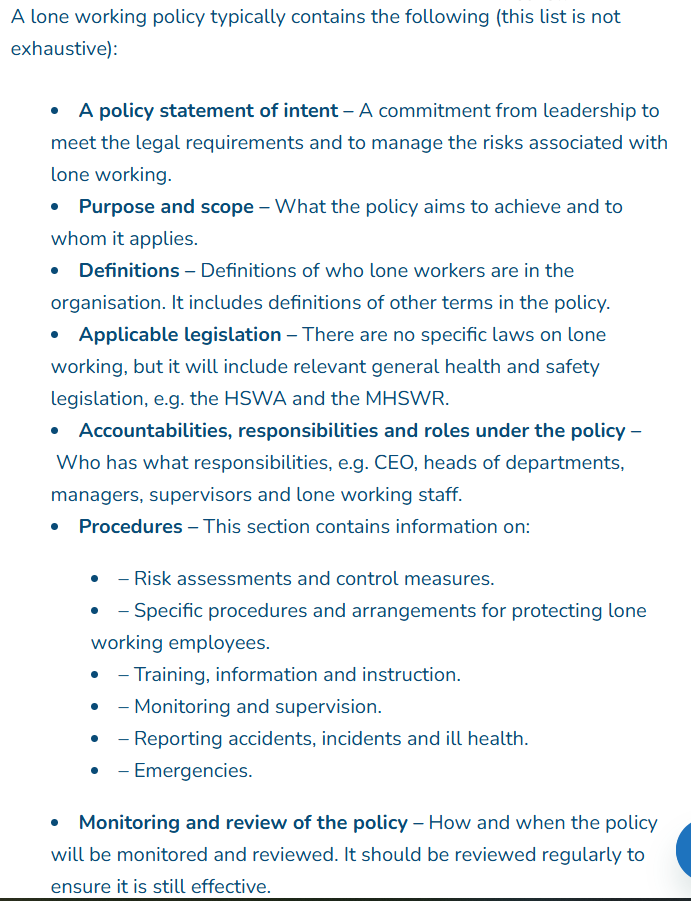 A lone working policy typically contains the following (this list is not
exhaustive):
• A policy statement of intent – A commitment from leadership to
meet the legal requirements and to manage the risks associated with
lone working.
• Purpose and scope – What the policy aims to achieve and to
whom it applies.
• Definitions – Definitions of who lone workers are in the
organisation. It includes definitions of other terms in the policy.
• Applicable legislation – There are no specific laws on lone
working, but it will include relevant general health and safety
legislation, e.g. the HSWA and the MHSWR.
• Accountabilities, responsibilities and roles under the policy –
Who has what responsibilities, e.g. CEO, heads of departments,
managers, supervisors and lone working staff.
• Procedures – This section contains information on:
• – Risk assessments and control measures.
• – Specific procedures and arrangements for protecting lone
working employees.
• – Training, information and instruction.
• – Monitoring and supervision.
• – Reporting accidents, incidents and ill health.
• – Emergencies.
• Monitoring and review of the policy – How and when the policy
will be monitored and reviewed. It should be reviewed regularly to
ensure it is still effective.